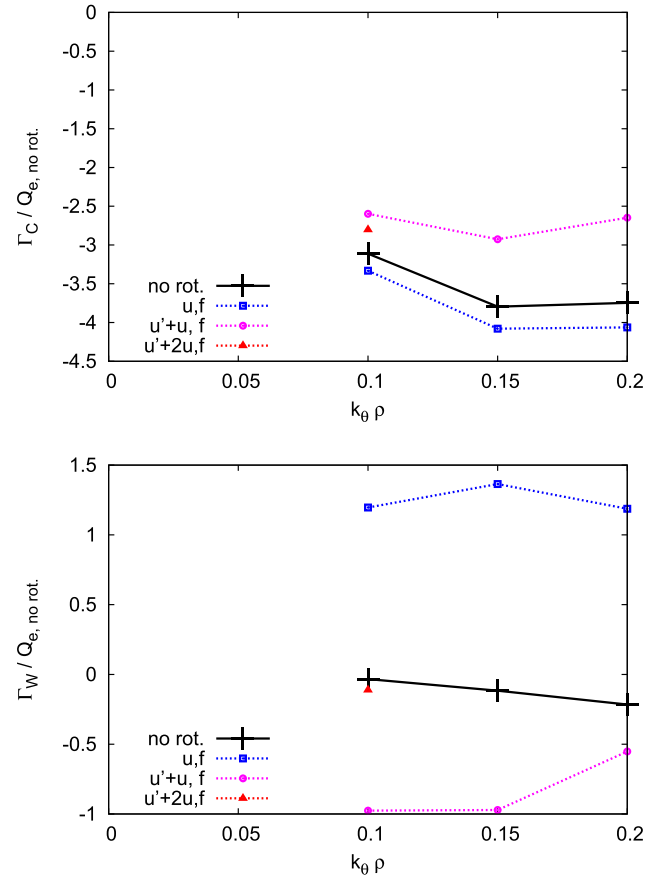 0
-0.5
-1
-1.5
-2
-2.5
-3
-3.5
-4
-4.5
Γ_C / Q_e, no rot.
no rot.
u,f
u'+u, f
u'+2u,f
0 0.05 0.1 0.15 0.2
k_θ ρ
1.5
1
0.5
0
-0.5
-1
Γ_W / Q_e, no rot.
no rot.
u,f
u'+u, f
u'+2u,f
0 0.05 0.1 0.15 0.2
k_θ ρ